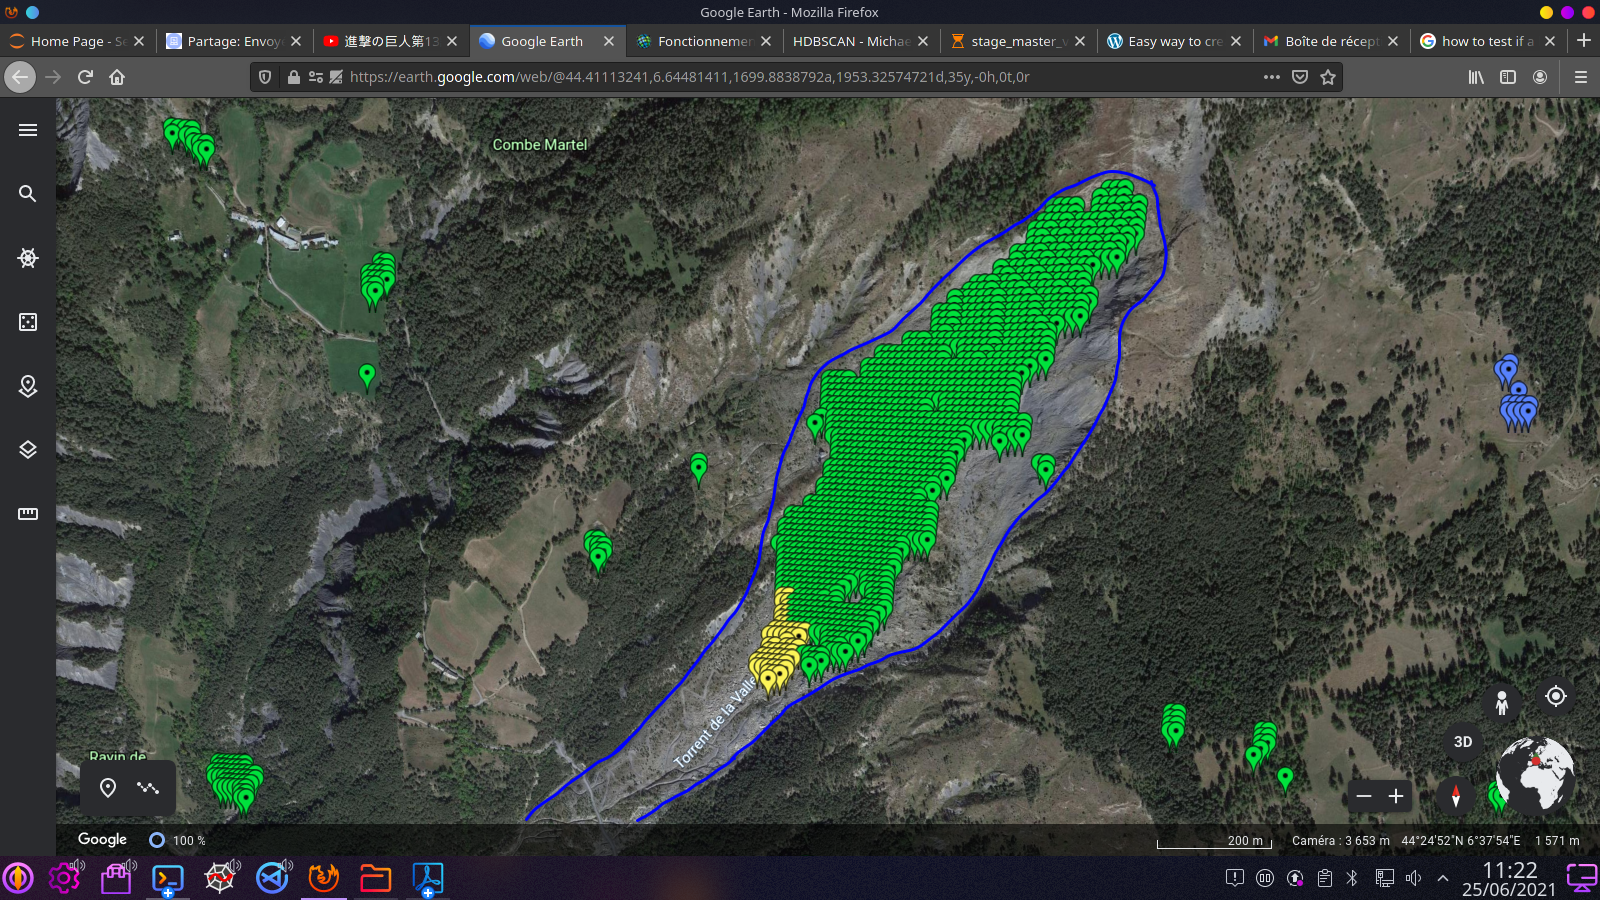 Google Earth - Mozilla Firefox
Home Page - Se
Partage: Envoye
進撃の巨人第13
Google Earth
Fonctionnemen
HDBSCAN - Michae
stage_master_v
Easy way to cre
Boîte de récept
how to test if a
https://earth.google.com/web/@44.41113241,6.64481411,1699.8838792a,1953.32574721d,35y,-0h,0t,0r
Combe Martel
Torrent de la Valle
Ravin de
3D
Google
100 %
200 m
Caméra : 3 653 m
44°24'52"N 6°37'54"E
1 571 m
11:22
25/06/2021